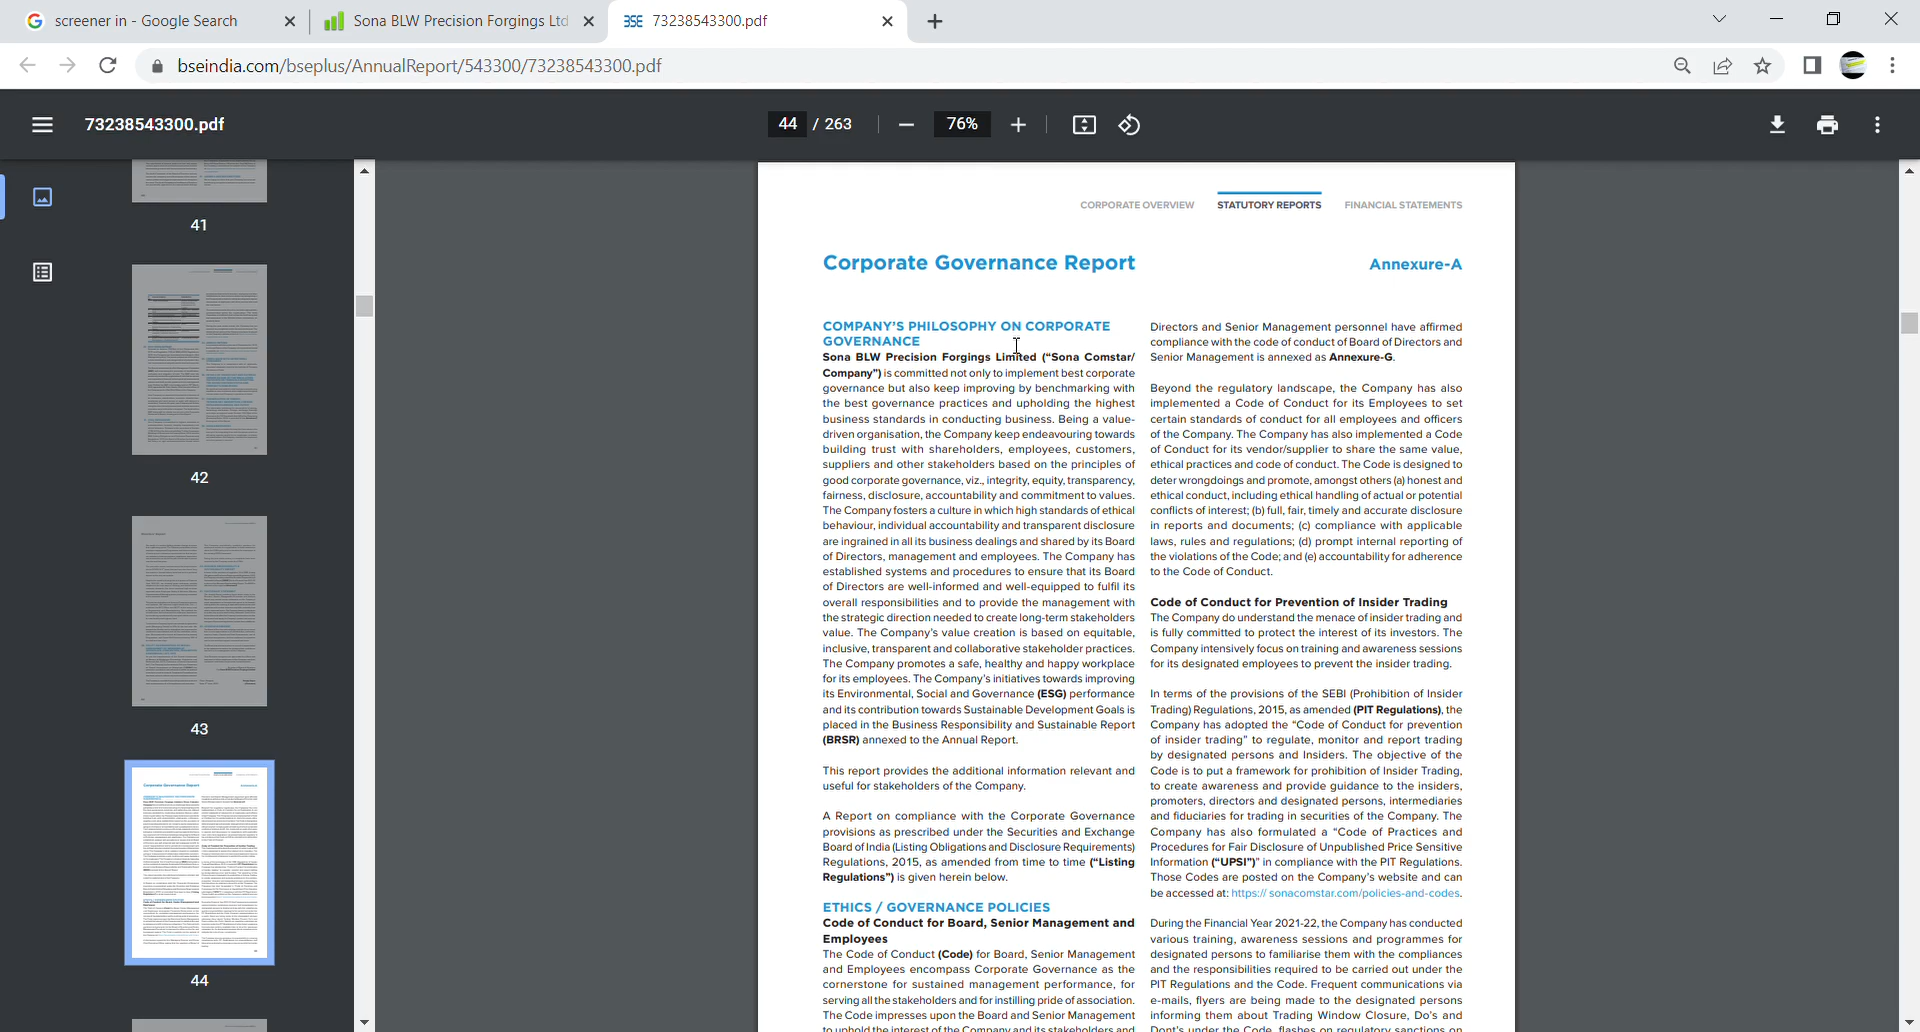 screener in - Google Search
Sona BLW Precision Forgings Ltd
BSE 73238543300.pdf
bseindia.com/bseplus/AnnualReport/543300/73238543300.pdf
73238543300.pdf
44 / 263
76%
41
42
43
44
CORPORATE OVERVIEW STATUTORY REPORTS FINANCIAL STATEMENTS
Corporate Governance Report
Annexure-A
COMPANY'S PHILOSOPHY ON CORPORATE
GOVERNANCE
Sona BLW Precision Forgings Limited (“Sona Comstar/
Company”) is committed not only to implement best corporate
governance but also keep improving by benchmarking with
the best governance practices and upholding the highest
business standards in conducting business. Being a value-
driven organisation, the Company keep endeavouring towards
building trust with shareholders, employees, customers,
suppliers and other stakeholders based on the principles of
good corporate governance, viz., integrity, equity, transparency,
fairness, disclosure, accountability and commitment to values.
The Company fosters a culture in which high standards of ethical
behaviour, individual accountability and transparent disclosure
are ingrained in all its business dealings and shared by its Board
of Directors, management and employees. The Company has
established systems and procedures to ensure that its Board
of Directors are well-informed and well-equipped to fulfil its
overall responsibilities and to provide the management with
the strategic direction needed to create long-term stakeholders
value. The Company's value creation is based on equitable,
inclusive, transparent and collaborative stakeholder practices.
The Company promotes a safe, healthy and happy workplace
for its employees. The Company's initiatives towards improving
its Environmental, Social and Governance (ESG) performance
and its contribution towards Sustainable Development Goals is
placed in the Business Responsibility and Sustainable Report
(BRSR) annexed to the Annual Report.
This report provides the additional information relevant and
useful for stakeholders of the Company.
A Report on compliance with the Corporate Governance
provisions as prescribed under the Securities and Exchange
Board of India (Listing Obligations and Disclosure Requirements)
Regulations, 2015, as amended from time to time (“Listing
Regulations”) is given herein below.
ETHICS / GOVERNANCE POLICIES
Code of Conduct for Board, Senior Management and
Employees
The Code of Conduct (Code) for Board, Senior Management
and Employees encompass Corporate Governance as the
cornerstone for sustained management performance, for
serving all the stakeholders and for instilling pride of association.
The Code impresses upon the Board and Senior Management
to uphold the interest of the Company and its stakeholders and
Directors and Senior Management personnel have affirmed
compliance with the code of conduct of Board of Directors and
Senior Management is annexed as Annexure-G.
Beyond the regulatory landscape, the Company has also
implemented a Code of Conduct for its Employees to set
certain standards of conduct for all employees and officers
of the Company. The Company has also implemented a Code
of Conduct for its vendor/supplier to share the same value,
ethical practices and code of conduct. The Code is designed to
deter wrongdoings and promote, amongst others (a) honest and
ethical conduct, including ethical handling of actual or potential
conflicts of interest; (b) full, fair, timely and accurate disclosure
in reports and documents; (c) compliance with applicable
laws, rules and regulations; (d) prompt internal reporting of
the violations of the Code; and (e) accountability for adherence
to the Code of Conduct.
Code of Conduct for Prevention of Insider Trading
The Company do understand the menace of insider trading and
is fully committed to protect the interest of its investors. The
Company intensively focus on training and awareness sessions
for its designated employees to prevent the insider trading.
In terms of the provisions of the SEBI (Prohibition of Insider
Trading) Regulations, 2015, as amended (PIT Regulations), the
Company has adopted the “Code of Conduct for prevention
of insider trading” to regulate, monitor and report trading
by designated persons and Insiders. The objective of the
Code is to put a framework for prohibition of Insider Trading,
to create awareness and provide guidance to the insiders,
promoters, directors and designated persons, intermediaries
and fiduciaries for trading in securities of the Company. The
Company has also formulated a “Code of Practices and
Procedures for Fair Disclosure of Unpublished Price Sensitive
Information (“UPSI”)” in compliance with the PIT Regulations.
Those Codes are posted on the Company's website and can
be accessed at: https:// sonacomstar.com/policies-and-codes.
During the Financial Year 2021-22, the Company has conducted
various training, awareness sessions and programmes for
designated persons to familiarise them with the compliances
and the responsibilities required to be carried out under the
PIT Regulations and the Code. Frequent communications via
e-mails, flyers are being made to the designated persons
informing them about Trading Window Closure, Do's and
Dont's under the Code, flashes on regulatory sanctions on